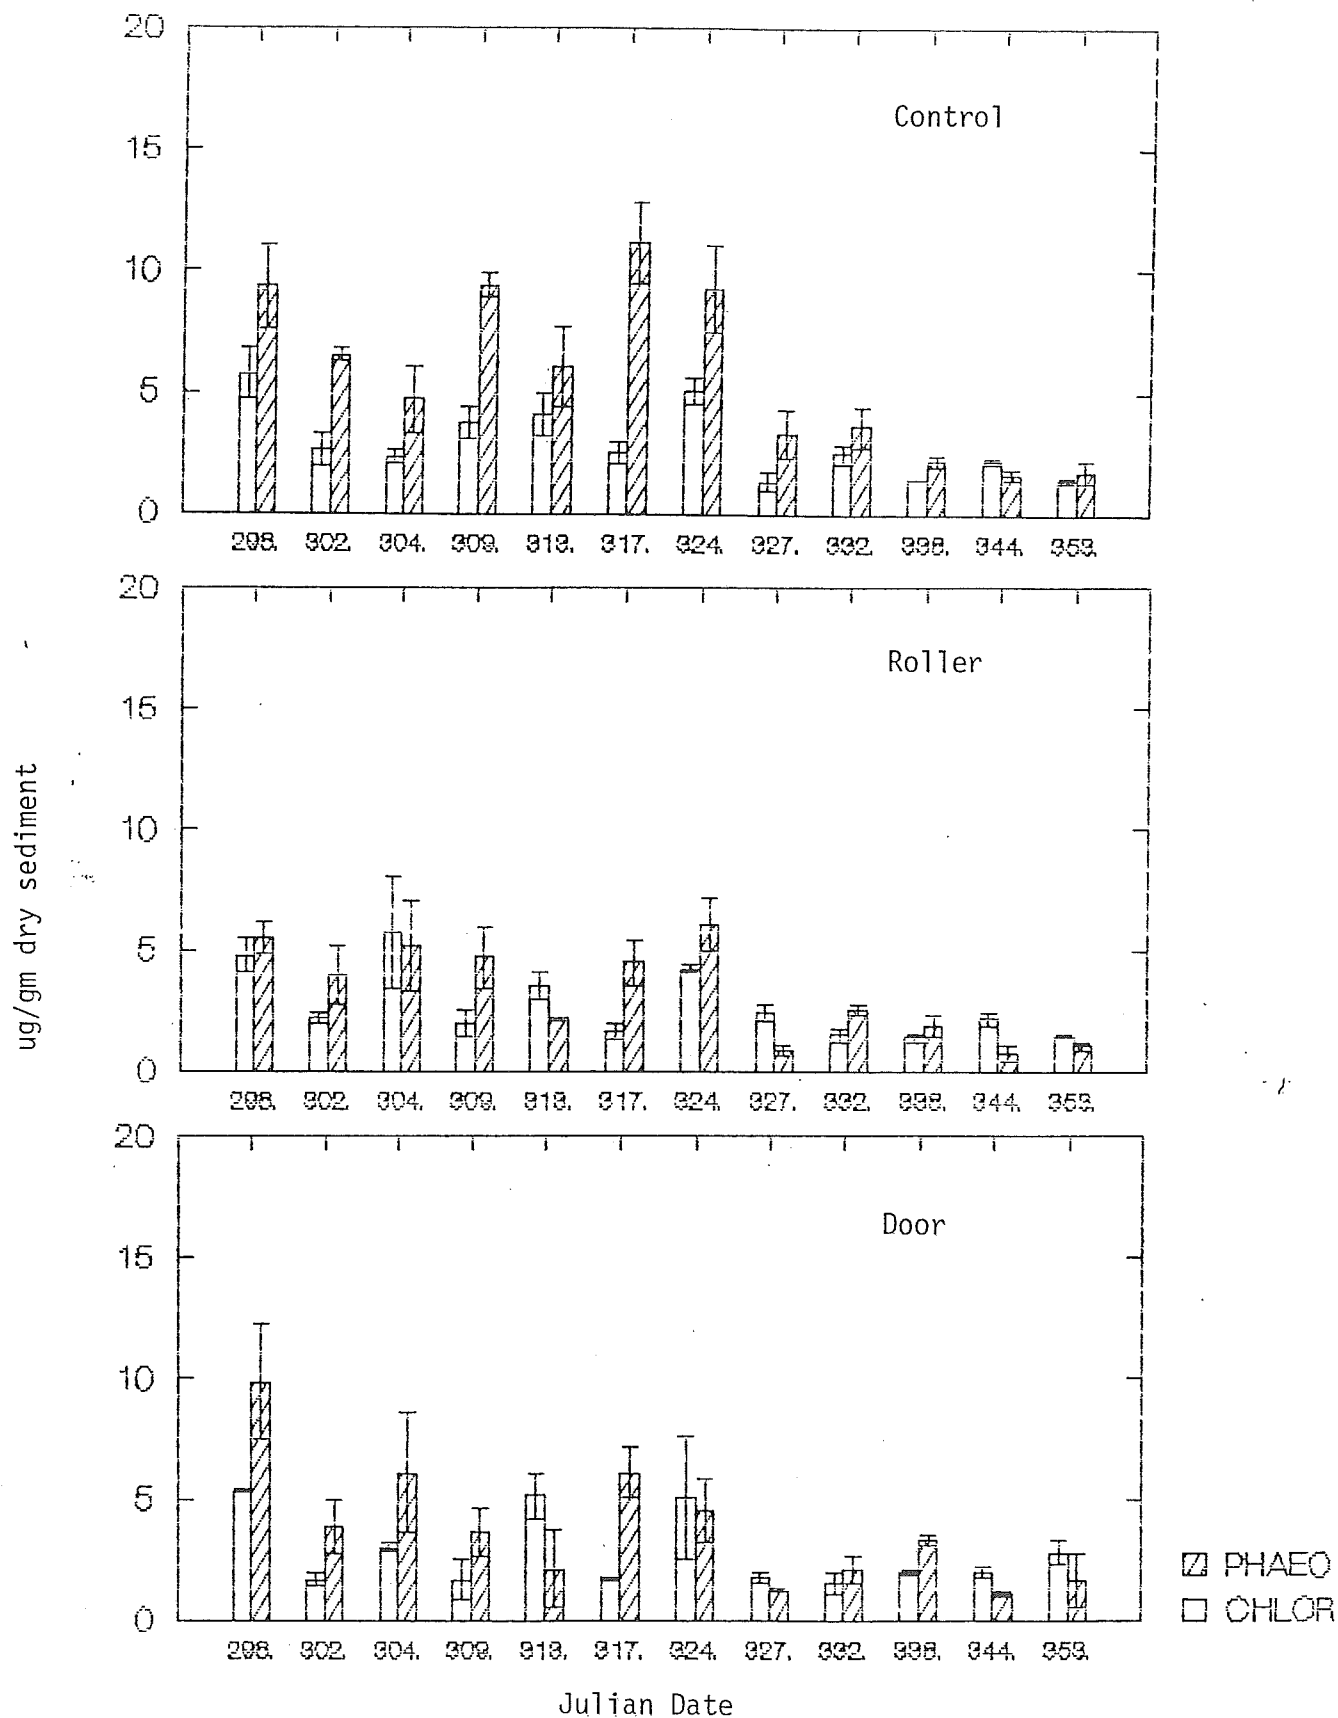 20
Control
15
10
5
0
298. 302. 304. 309. 313. 317. 324. 327. 332. 338. 344. 353.
20
Roller
15
10
5
0
298. 302. 304. 309. 313. 317. 324. 327. 332. 338. 344. 353.
ug/gm dry sediment
20
Door
15
10
5
0
298. 302. 304. 309. 313. 317. 324. 327. 332. 338. 344. 353.
PHAEO
CHLOR
Julian Date